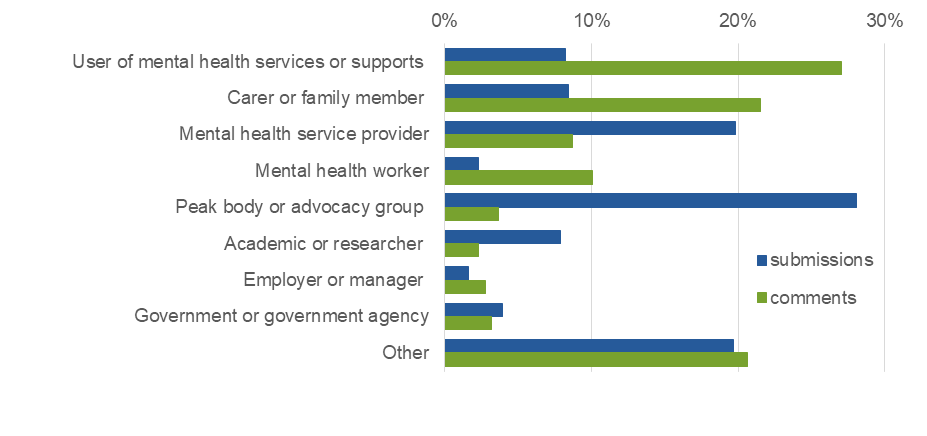 0% 10% 20% 30%
User of mental health services or supports
Carer or family member
Mental health service provider
Mental health worker
Peak body or advocacy group
Academic or researcher
Employer or manager
Government or government agency
Other
submissions
comments